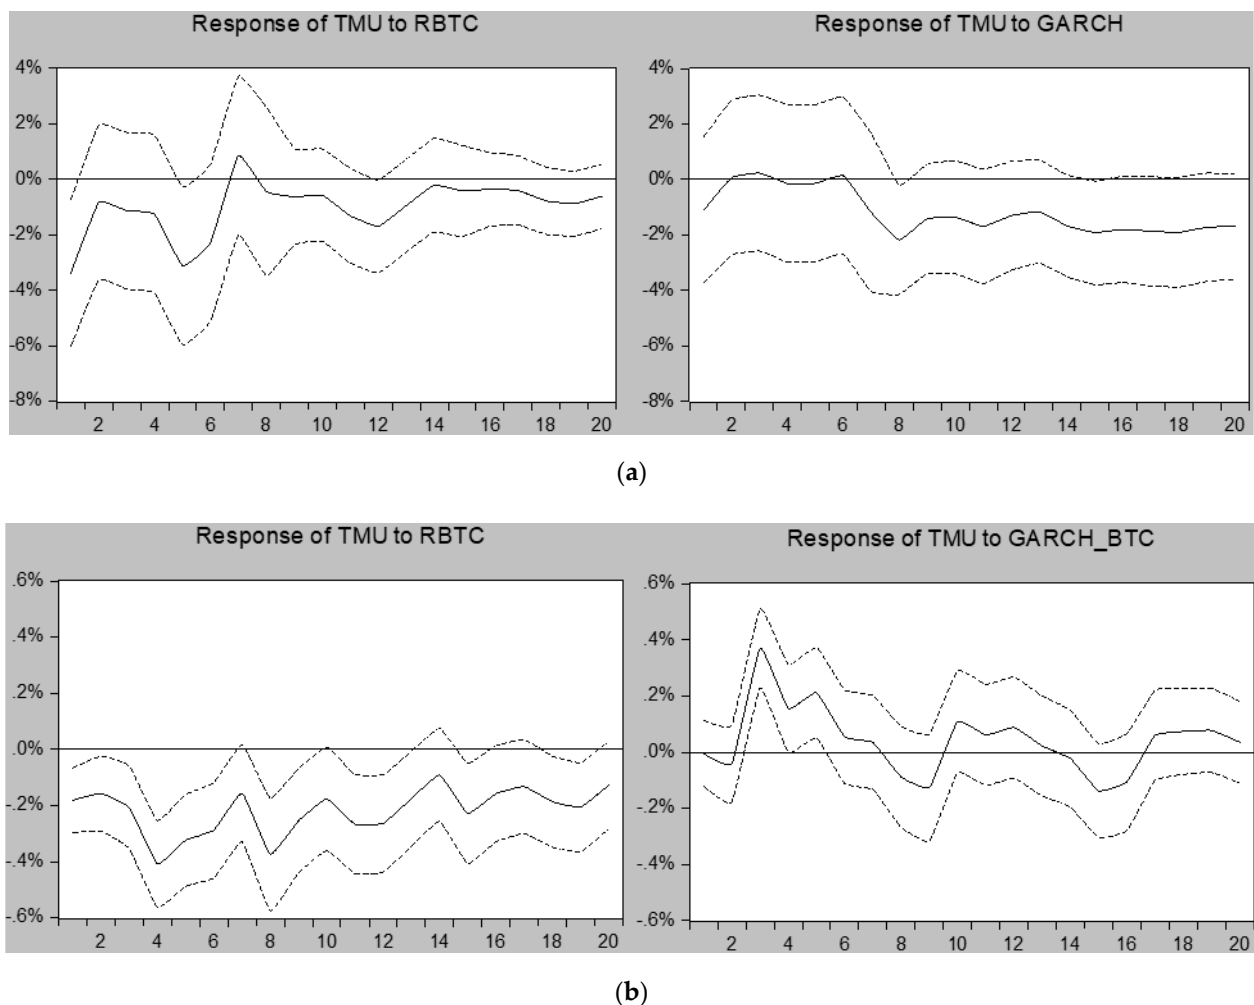 Response of TMU to RBTC
4%
2%
0%
-2%
-4%
-6%
-8%
2 4 6 8 10 12 14 16 18 20
Response of TMU to GARCH
4%
2%
0%
-2%
-4%
-6%
-8%
2 4 6 8 10 12 14 16 18 20
(a)
Response of TMU to RBTC
.6%
.4%
.2%
.0%
-.2%
-.4%
-.6%
2 4 6 8 10 12 14 16 18 20
Response of TMU to GARCH_BTC
.6%
.4%
.2%
.0%
-.2%
-.4%
-.6%
2 4 6 8 10 12 14 16 18 20
(b)